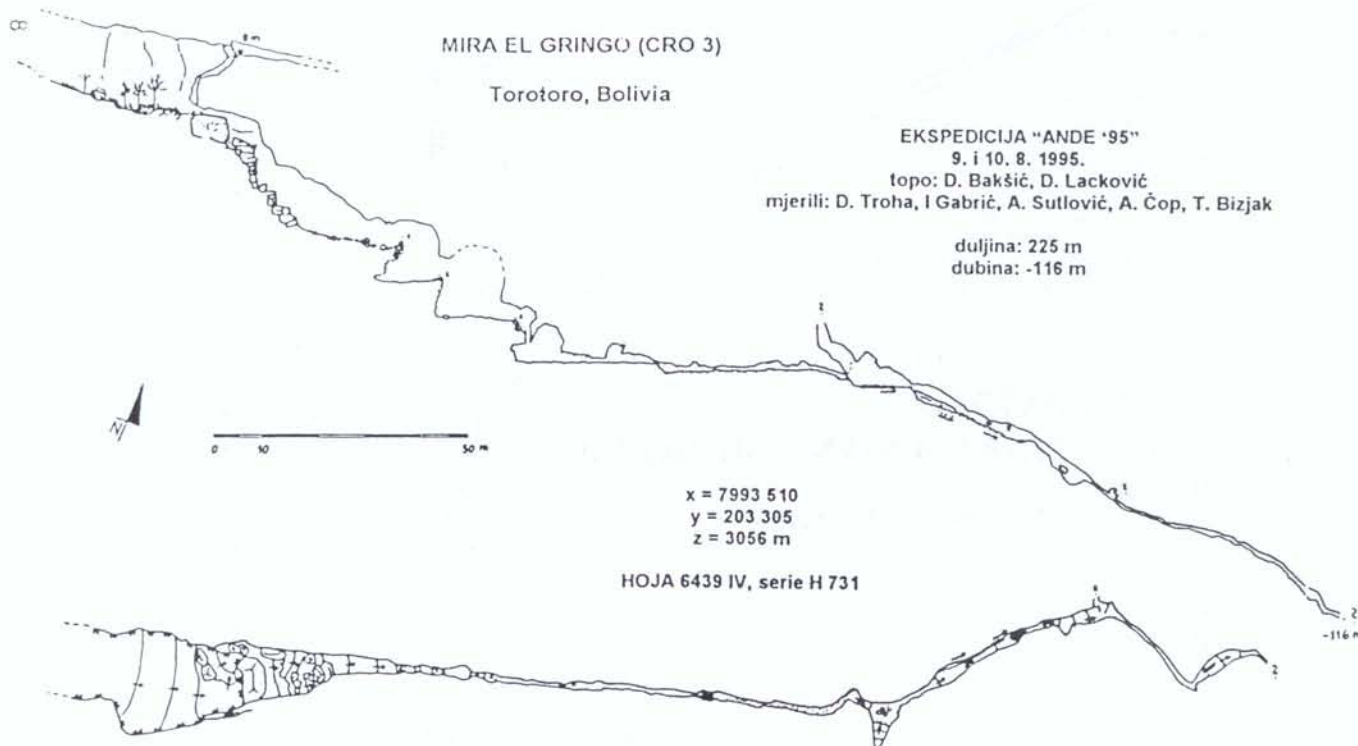 MIRA EL GRINGO (CRO 3)
Torotoro, Bolivia
EKSPEDICIJA "ANDE '95"
9. i 10. 8. 1995.
topo: D. Bakšić, D. Lacković
mjerili: D. Troha, I Gabrić, A. Sutlović, A. Čop, T. Bizjak
duljina: 225 m
dubina: -116 m
0 m
?
N
0 10 50 m
?
x = 7993 510
y = 203 305
z = 3056 m
HOJA 6439 IV, serie H 731
?
-116 m
?